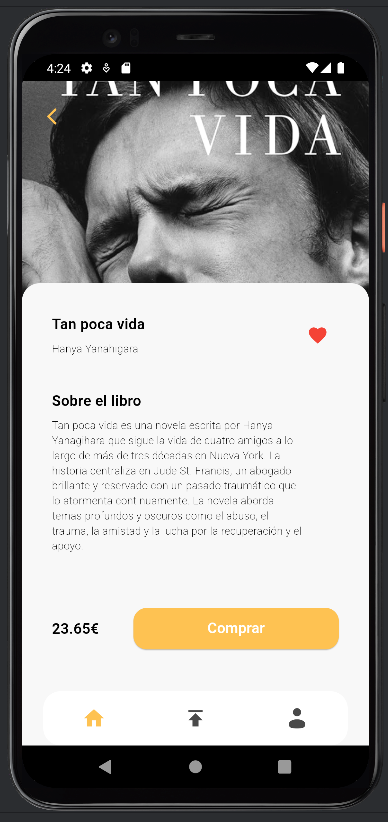 4:24
TAN POCA
VIDA
Tan poca vida
Hanya Yanahigara
Sobre el libro
Tan poca vida es una novela escrita por Hanya
Yanagihara que sigue la vida de cuatro amigos a lo
largo de más de tres décadas en Nueva York. La
historia centraliza en Jude St. Francis, un abogado
brillante y reservado con un pasado traumático que
lo atormenta continuamente. La novela aborda
temas profundos y oscuros como el abuso, el
trauma, la amistad y la lucha por la recuperación y el
apoyo.
23.65€
Comprar